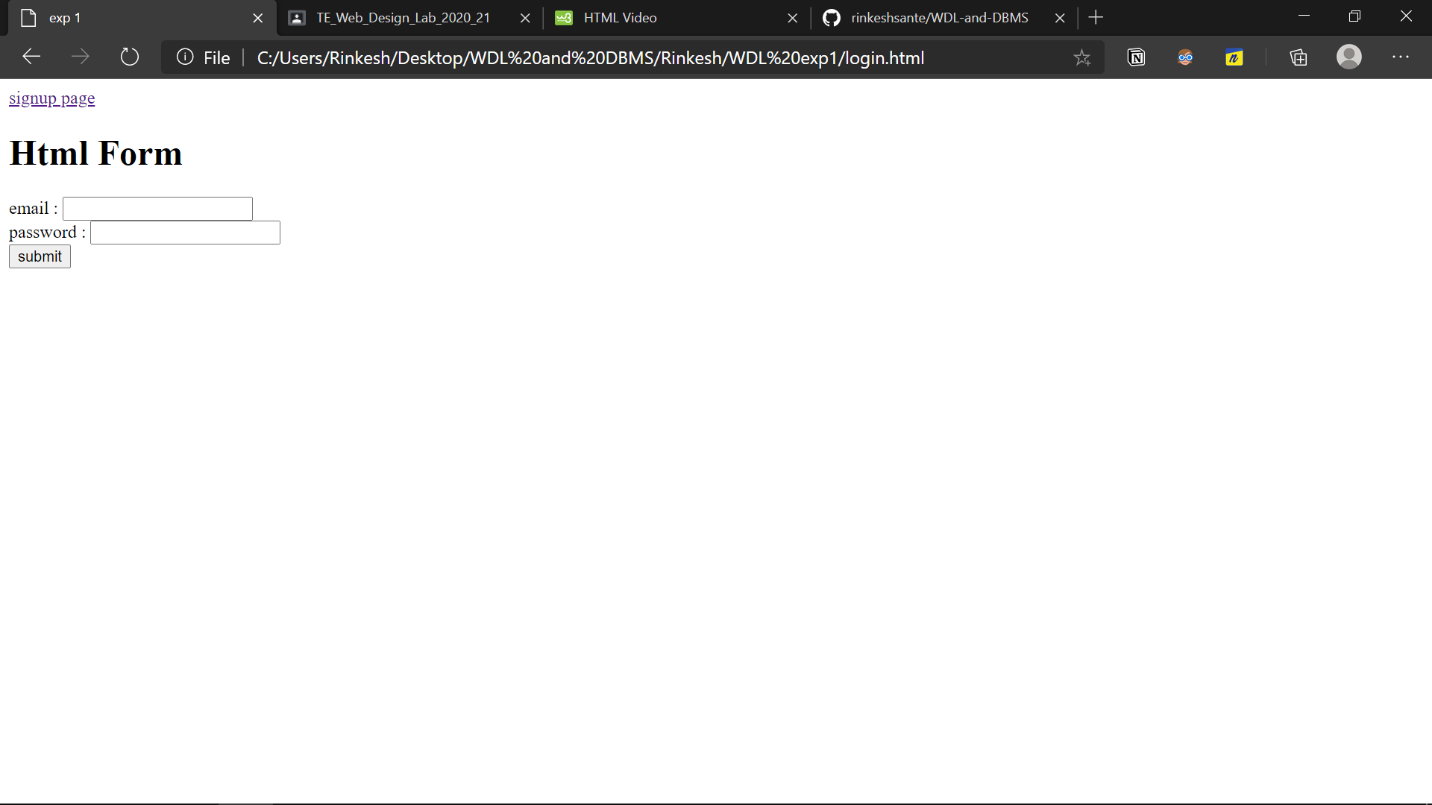 exp 1
TE_Web_Design_Lab_2020_21
w3
HTML Video
rinkeshsante/WDL-and-DBMS
File
C:/Users/Rinkesh/Desktop/WDL%20and%20DBMS/Rinkesh/WDL%20exp1/login.html
N
n
signup page
Html Form
email :
password :
submit